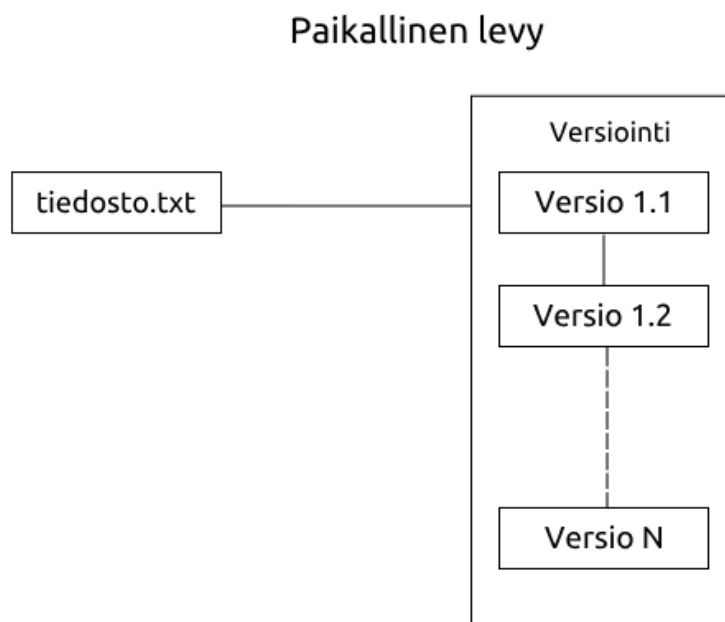 Paikallinen levy
Versiointi
tiedosto.txt
Versio 1.1
Versio 1.2
Versio N